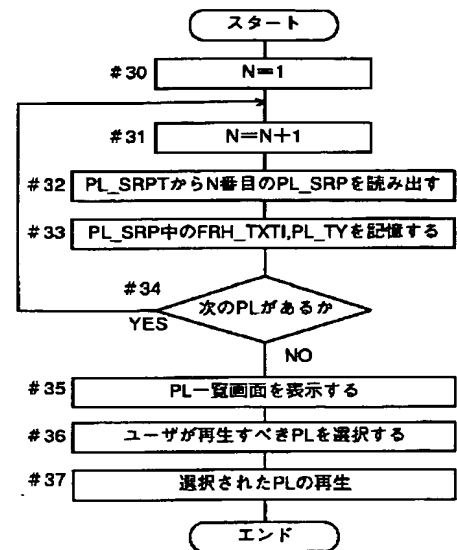 スタート
#30 N=1
#31 N=N+1
#32 PL_SRPTからN番目のPL_SRPを読み出す
#33 PL_SRP中のFRH_TXTI,PL_TYを記憶する
#34
次のPLがあるか
YES
NO
#35 PL一覧画面を表示する
#36 ユーザが再生すべきPLを選択する
#37 選択されたPLの再生
エンド